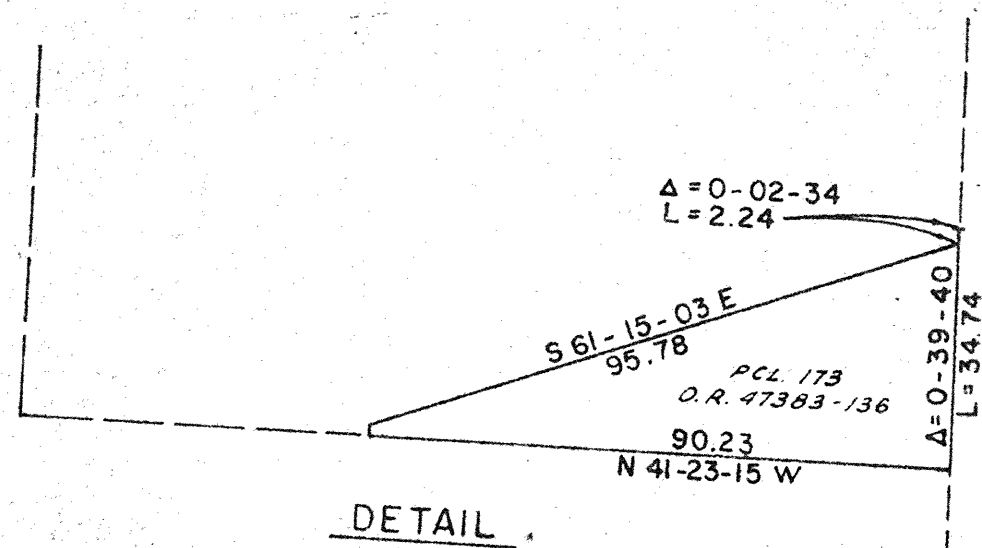 Δ = 0-02-34
L = 2.24
S 61-15-03 E
95.78
PCL. 173
O.R. 47383-136
Δ = 0-39-40
L = 34.74
90.23
N 41-23-15 W
DETAIL